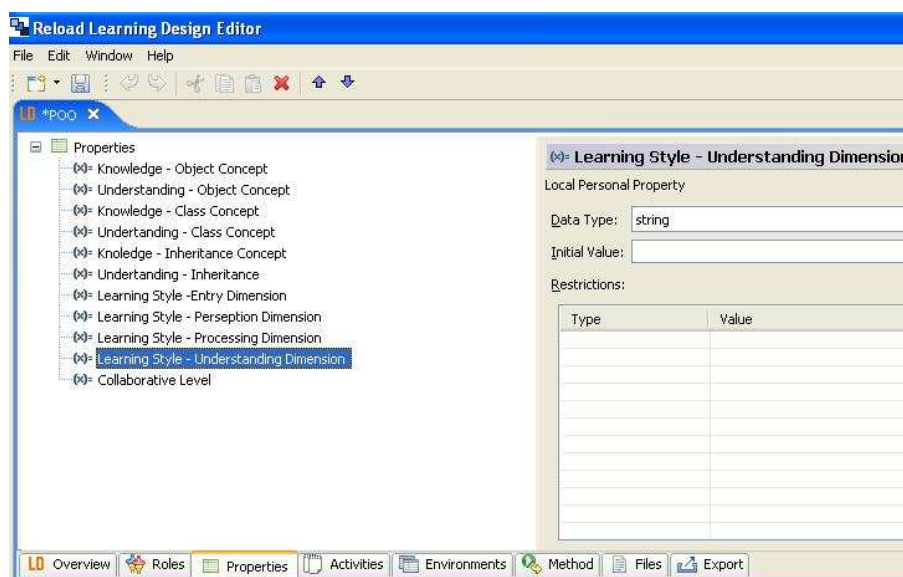 Reload Learning Design Editor
File Edit Window Help
LD *POO
Properties
(x)= Knowledge - Object Concept
(x)= Understanding - Object Concept
(x)= Knowledge - Class Concept
(x)= Undertanding - Class Concept
(x)= Knoledge - Inheritance Concept
(x)= Undertanding - Inheritance
(x)= Learning Style -Entry Dimension
(x)= Learning Style - Perseption Dimension
(x)= Learning Style - Processing Dimension
(x)= Learning Style - Understanding Dimension
(x)= Collaborative Level
(x)= Learning Style - Understanding Dimension
Local Personal Property
Data Type: string
Initial Value:
Restrictions:
Type Value
LD Overview Roles Properties Activities Environments Method Files Export